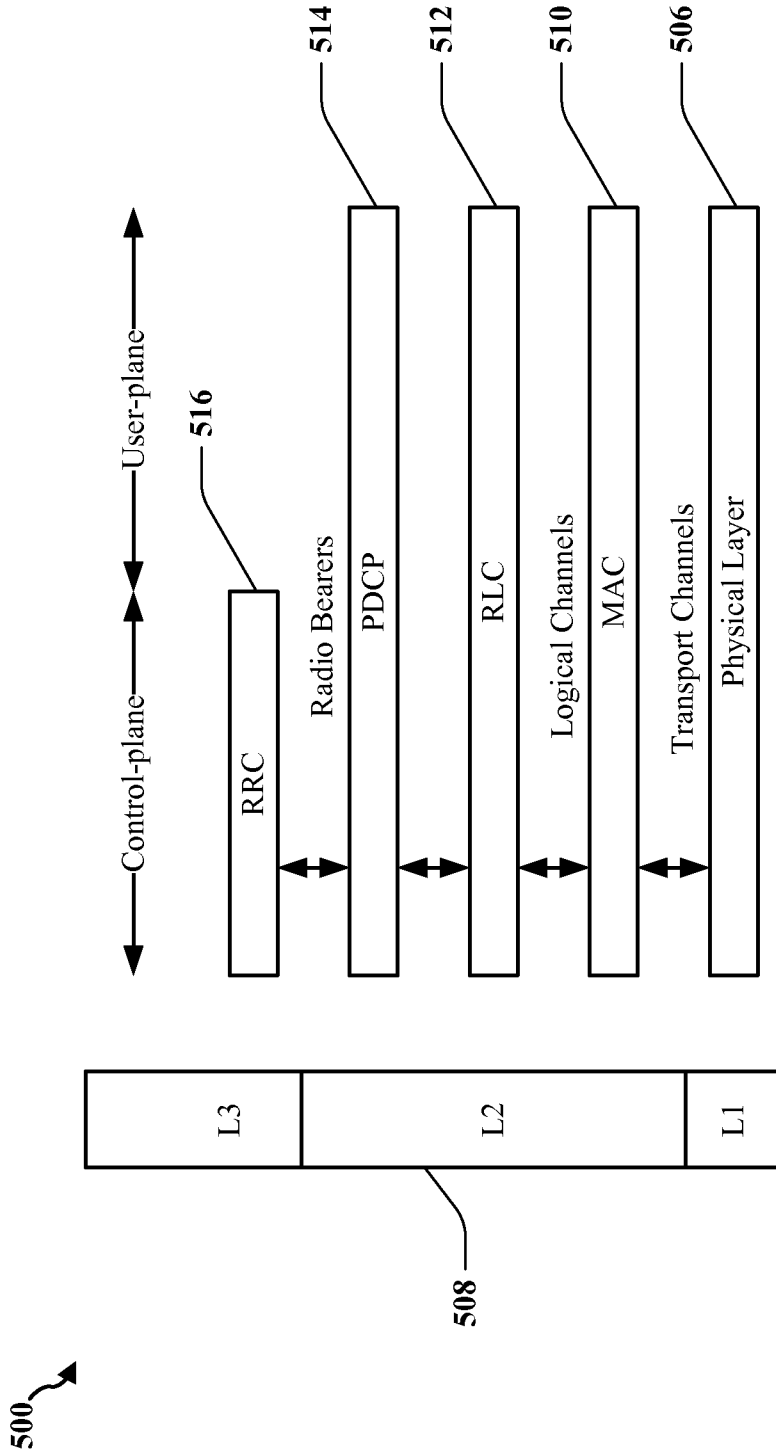 500
Control-plane
User-plane
516
L3
RRC
Radio Bearers
514
PDCP
508
L2
512
RLC
Logical Channels
510
MAC
Transport Channels
506
L1
Physical Layer